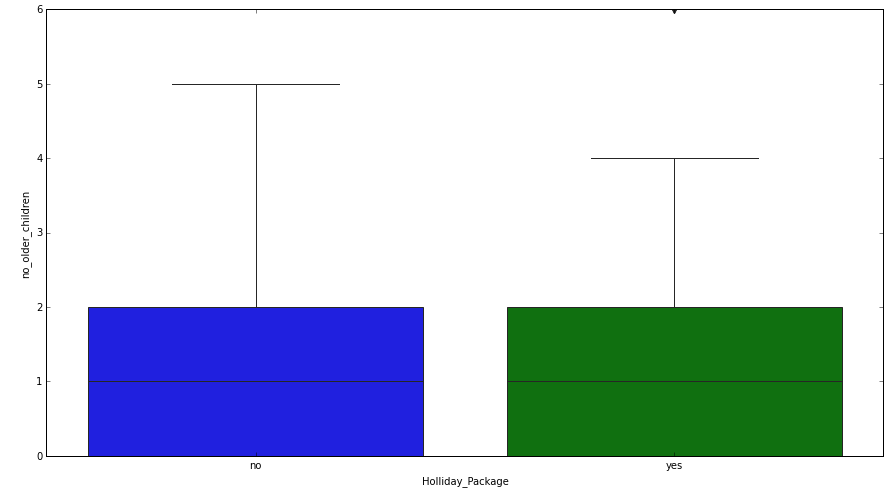 6
5
4
3
2
1
0
no_older_children
no yes
Holliday_Package